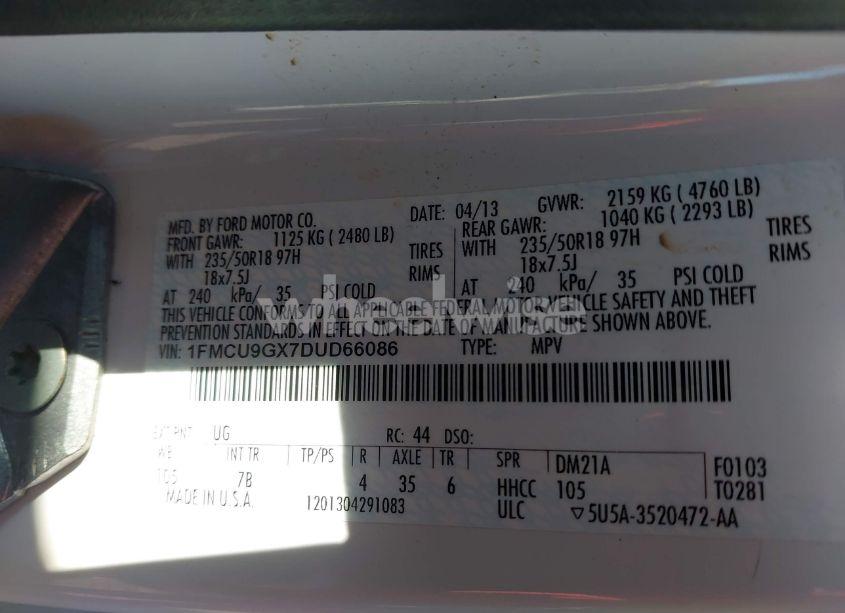 MFD. BY FORD MOTOR CO. DATE: 04/13 GVWR: 2159 KG ( 4760 LB)
FRONT GAWR: 1125 KG ( 2480 LB) REAR GAWR: 1040 KG ( 2293 LB)
WITH 235/50R18 97H TIRES WITH 235/50R18 97H TIRES
18x7.5J RIMS 18x7.5J RIMS
AT 240 kPa/ 35 PSI COLD AT 240 kPa/ 35 PSI COLD
THIS VEHICLE CONFORMS TO ALL APPLICABLE FEDERAL MOTOR VEHICLE SAFETY AND THEFT
PREVENTION STANDARDS IN EFFECT ON THE DATE OF MANUFACTURE SHOWN ABOVE.
VIN: 1FMCU9GX7DUD66086 TYPE: MPV
EXT PNT: UG RC: 44 DSO:
WB INT TR TP/PS R AXLE TR SPR DM21A F0103
105 7B 4 35 6 HHCC 105 T0281
MADE IN U.S.A. 1201304291083 ULC ▽5U5A-3520472-AA